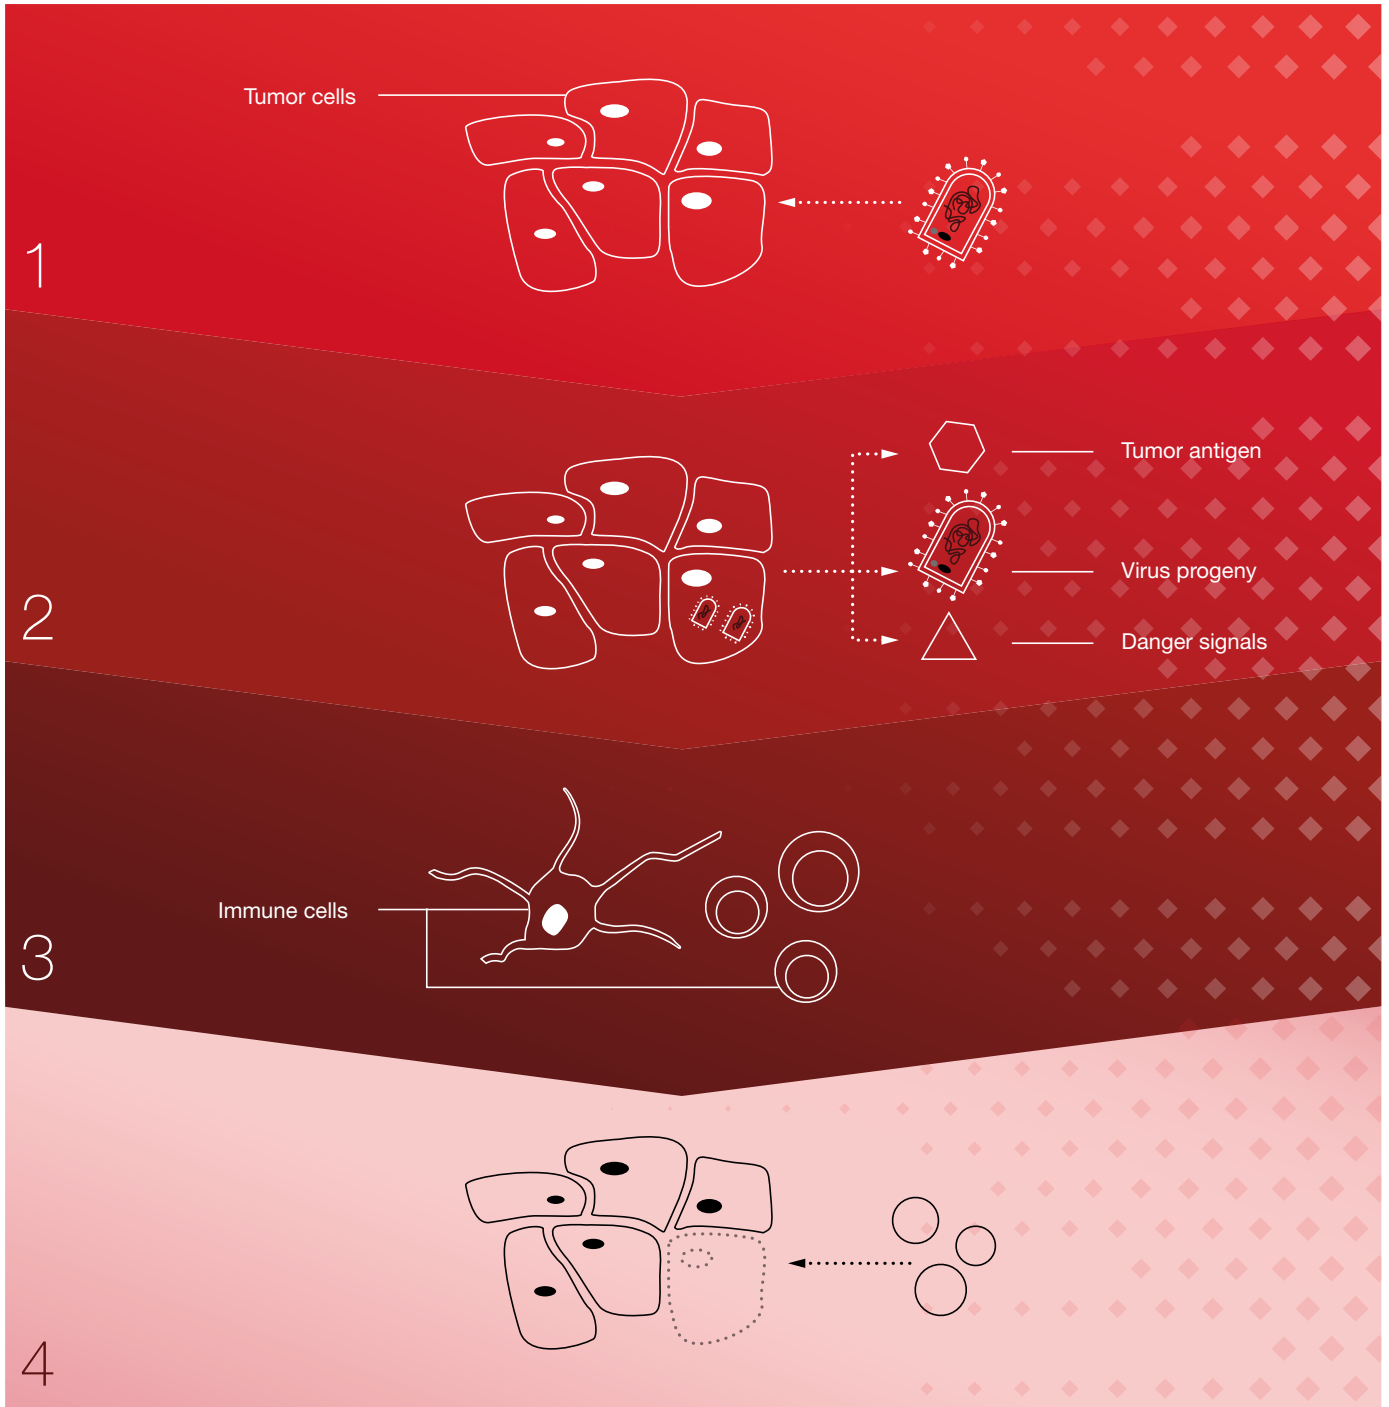 Tumor cells
1
Tumor antigen
Virus progeny
2
Danger signals
Immune cells
3
4